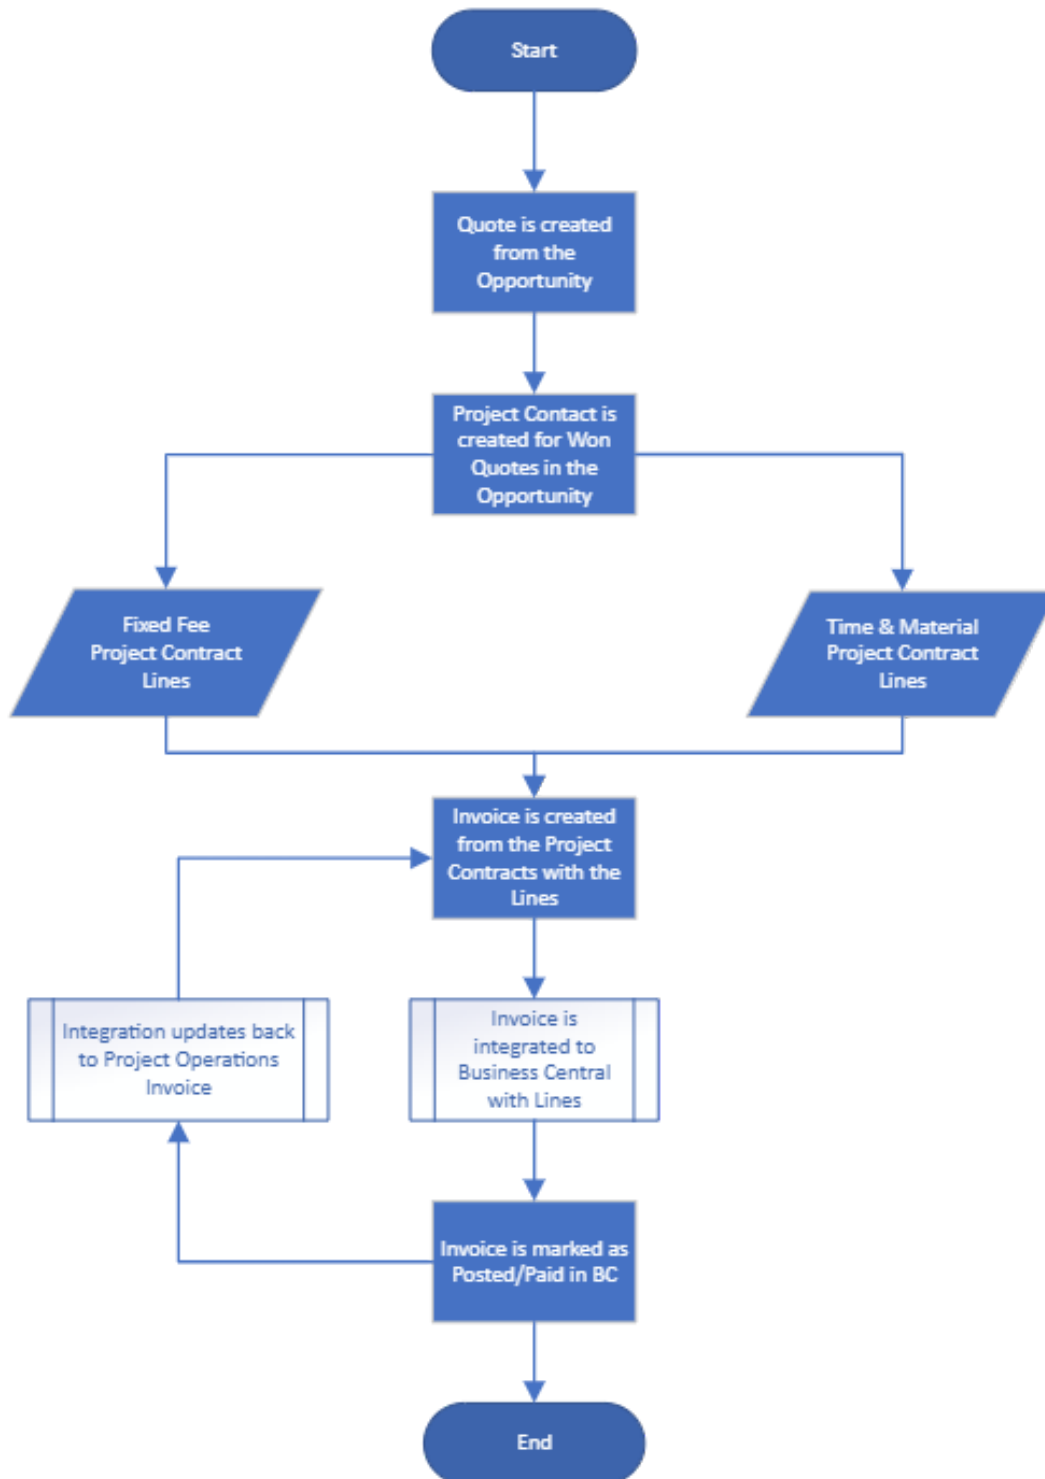 Start
Quote is created
from the
Opportunity
Project Contact is
created for Won
Quotes in the
Opportunity
Fixed Fee
Project Contract
Lines
Time & Material
Project Contract
Lines
Invoice is created
from the Project
Contracts with the
Lines
Integration updates back
to Project Operations
Invoice
Invoice is
integrated to
Business Central
with Lines
Invoice is marked as
Posted/Paid in BC
End